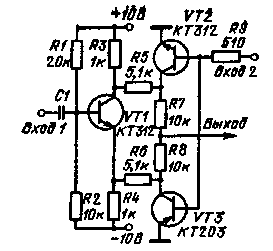 +10В
VT2
КТ312
R9
510
Вход 2
R1
20к
R3
1к
R5
5,1к
C1
Вход 1
VT1
КТ312
R7
10к
Выход
R6
5,1к
R8
10к
R2
10к
R4
1к
-10В
VT3
КТ203